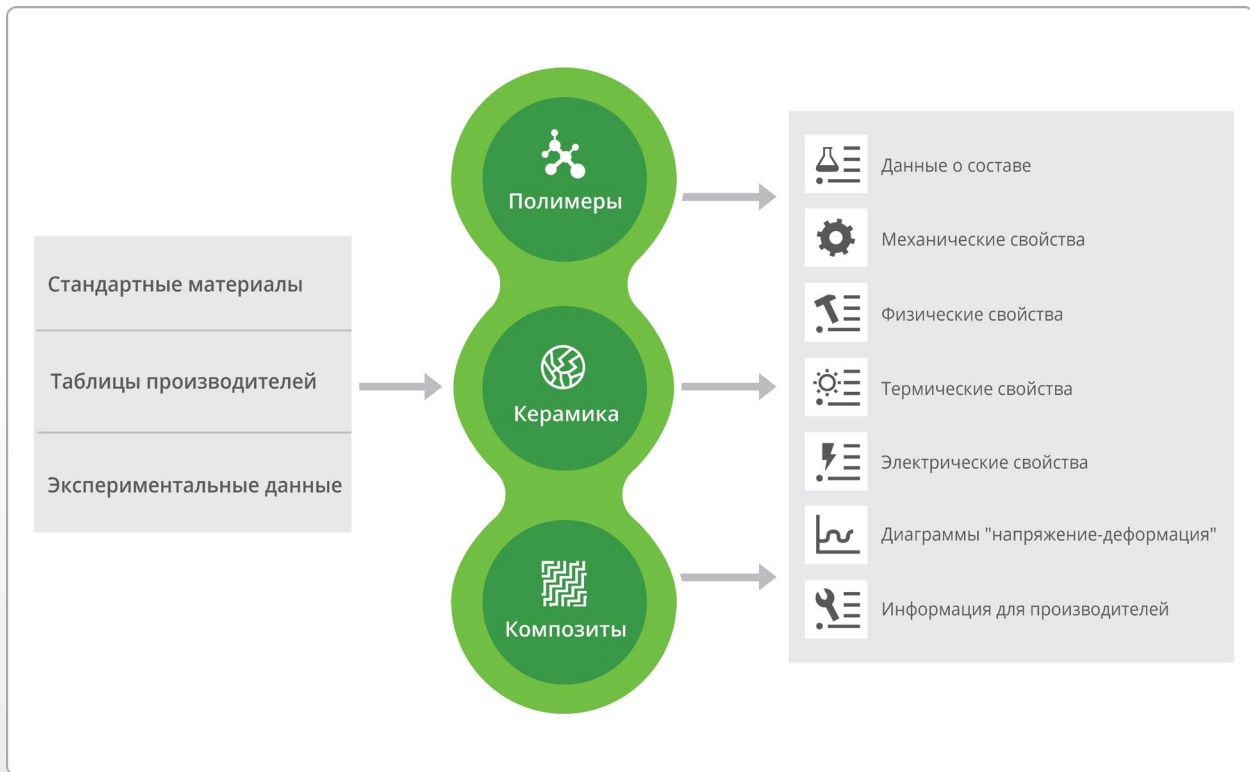 Стандартные материалы
Таблицы производителей
Экспериментальные данные
Полимеры
Керамика
Композиты
Данные о составе
Механические свойства
Физические свойства
Термические свойства
Электрические свойства
Диаграммы "напряжение-деформация"
Информация для производителей